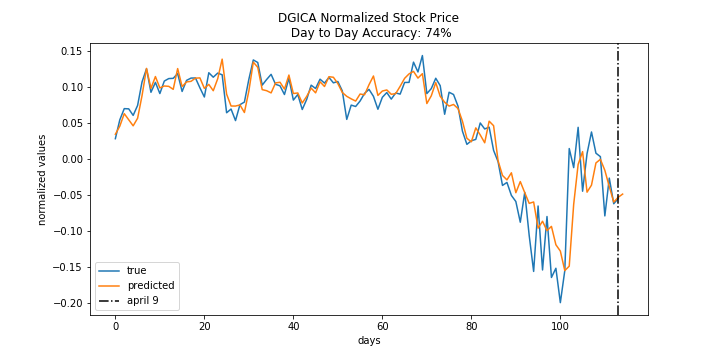 DGICA Normalized Stock Price
Day to Day Accuracy: 74%
0.15
0.10
0.05
0.00
−0.05
−0.10
−0.15
−0.20
normalized values
true
predicted
april 9
0 20 40 60 80 100
days